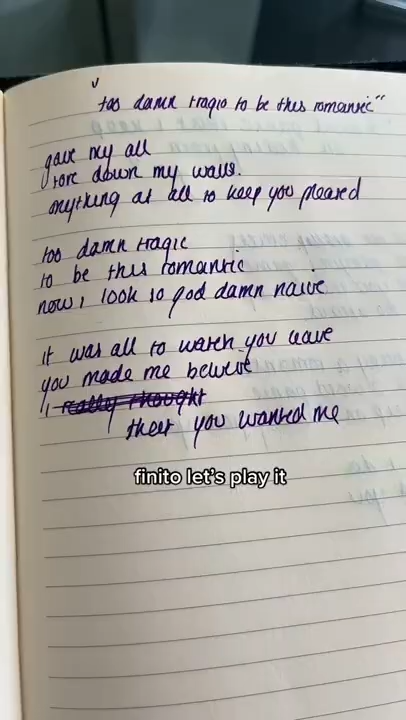 "too damn tragic to be this romantic"
gave my all
tore down my walls.
anything at all to keep you pleased
too damn tragic
to be this romantic
now i look so god damn naive
it was all to watch you leave
you made me believe
i really thought
that you wanted me
finito let's play it